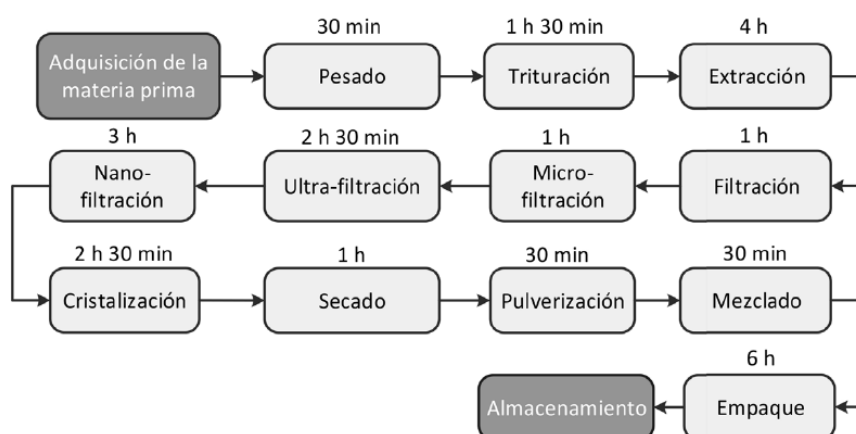 30 min
1 h 30 min
4 h
Adquisición de la
materia prima
Pesado
Trituración
Extracción
3 h
2 h 30 min
1 h
1 h
Nano-
filtración
Ultra-filtración
Micro-
filtración
Filtración
2 h 30 min
1 h
30 min
30 min
Cristalización
Secado
Pulverización
Mezclado
6 h
Almacenamiento
Empaque